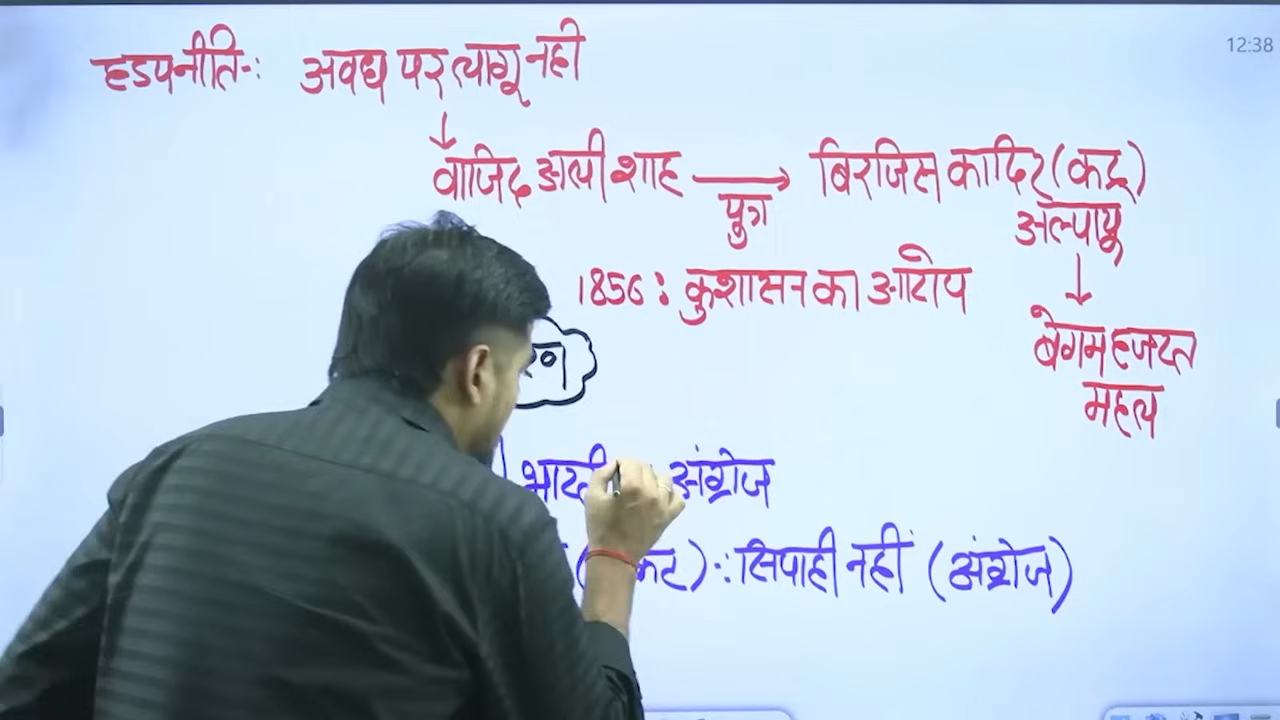 12:38
हडपनीति-: अवध पर लागू नही
↓
वाजिद अली शाह → बिरजिस कादिर (कद्र)
पुत्र अल्पायू
↓
1856: कुशासन का आरोप
बेगम हजरत
महल
अंग्रेज
): सिपाही नहीं (अंग्रेज)